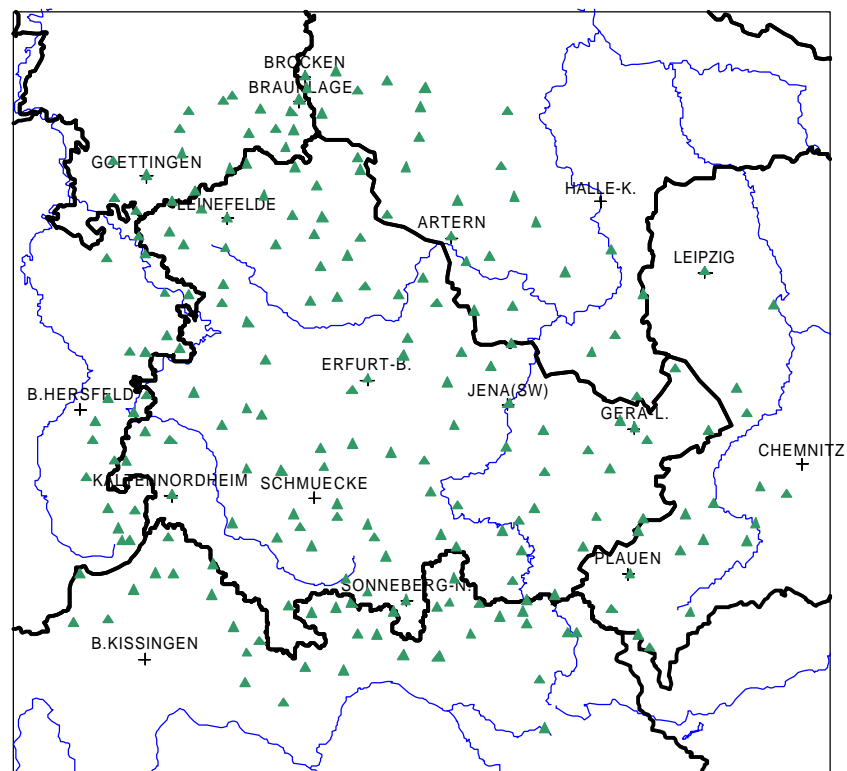 BROCKEN
BRAUNLAGE
GOETTINGEN
HALLE-K.
LEINEFELDE
ARTERN
LEIPZIG
ERFURT-B.
B.HERSFELD
JENA(SW)
GERA-L.
CHEMNITZ
KALTENNORDHEIM
SCHMUECKE
PLAUEN
SONNEBERG-N.
B.KISSINGEN